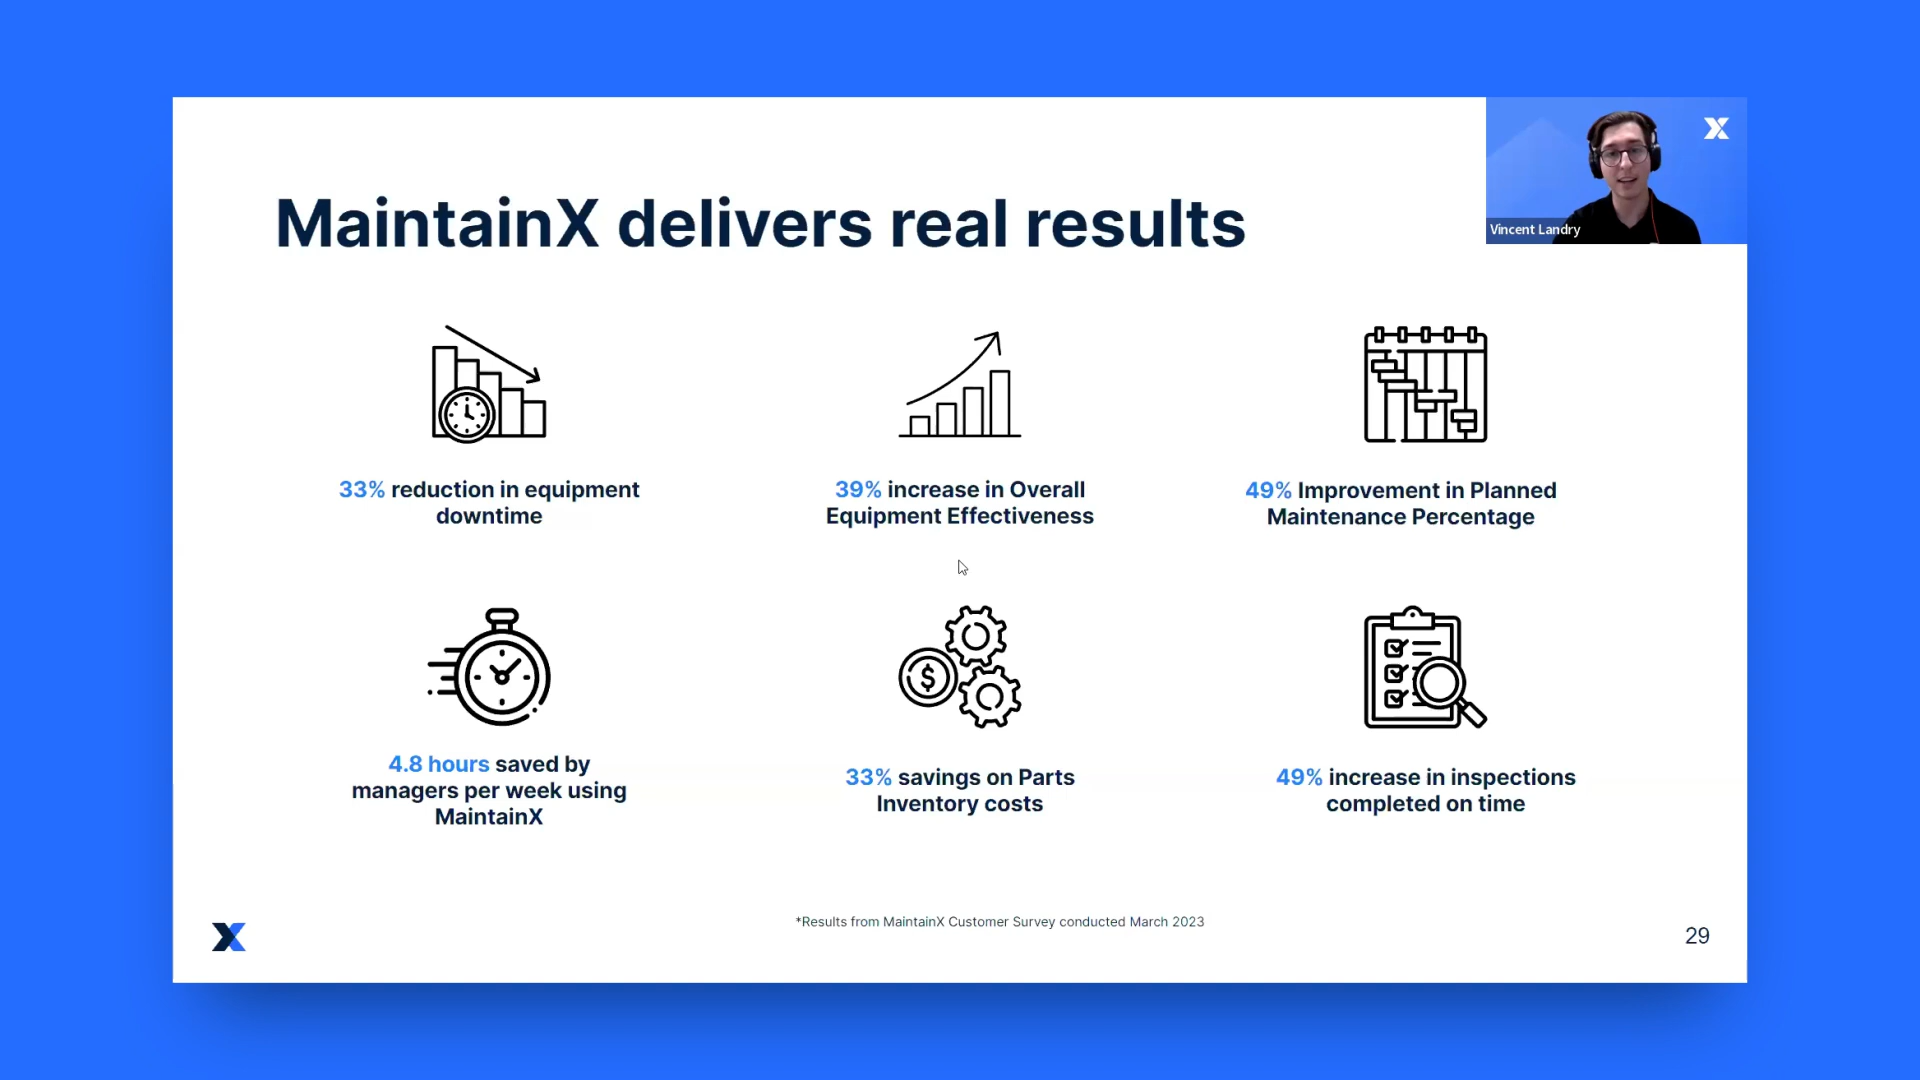 MaintainX delivers real results
Vincent Landry
33% reduction in equipment
downtime
39% increase in Overall
Equipment Effectiveness
49% Improvement in Planned
Maintenance Percentage
4.8 hours saved by
managers per week using
MaintainX
$
33% savings on Parts
Inventory costs
49% increase in inspections
completed on time
*Results from MaintainX Customer Survey conducted March 2023
29